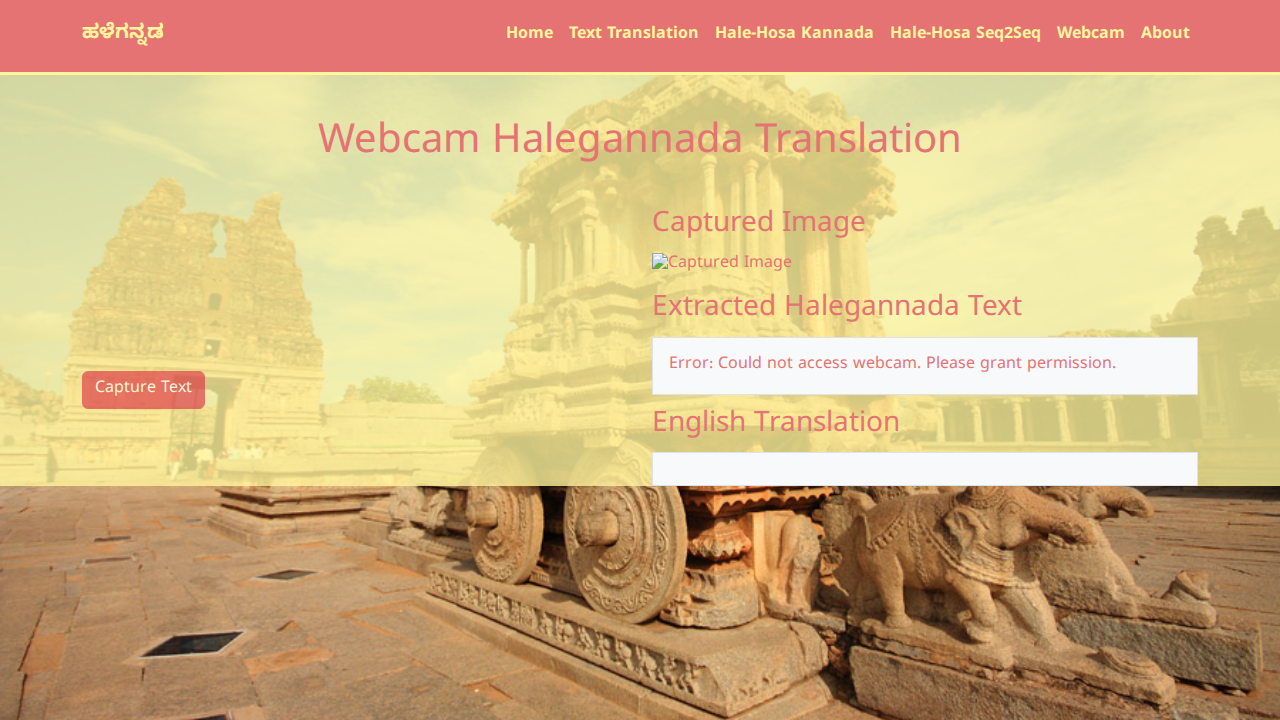 ಹಳೆಗನ್ನಡ
Home Text Translation Hale-Hosa Kannada Hale-Hosa Seq2Seq Webcam About
Webcam Halegannada Translation
Captured Image
Captured Image
Extracted Halegannada Text
Error: Could not access webcam. Please grant permission.
Capture Text
English Translation